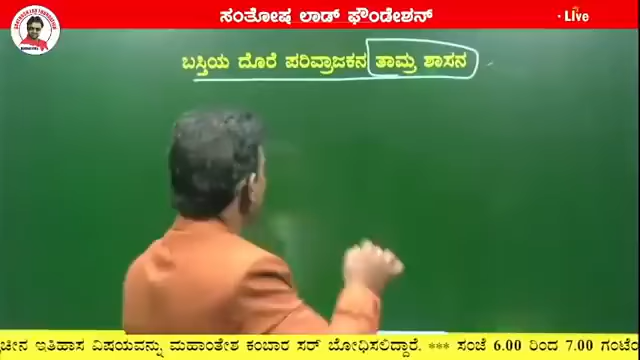 ಸಂತೋಷ ಲಾಡ್ ಫೌಂಡೇಶನ್
Live
ಬಸ್ತಿಯ ದೊರೆ ಪರಿವ್ರಾಜಕನ ತಾಮ್ರ ಶಾಸನ
ಚೀನ ಇತಿಹಾಸ ವಿಷಯವನ್ನು ಮಹಾಂತೇಶ ಕಂಬಾರ ಸರ್ ಬೋಧಿಸಲಿದ್ದಾರೆ. *** ಸಂಜೆ 6.00 ರಿಂದ 7.00 ಗಂಟೆ